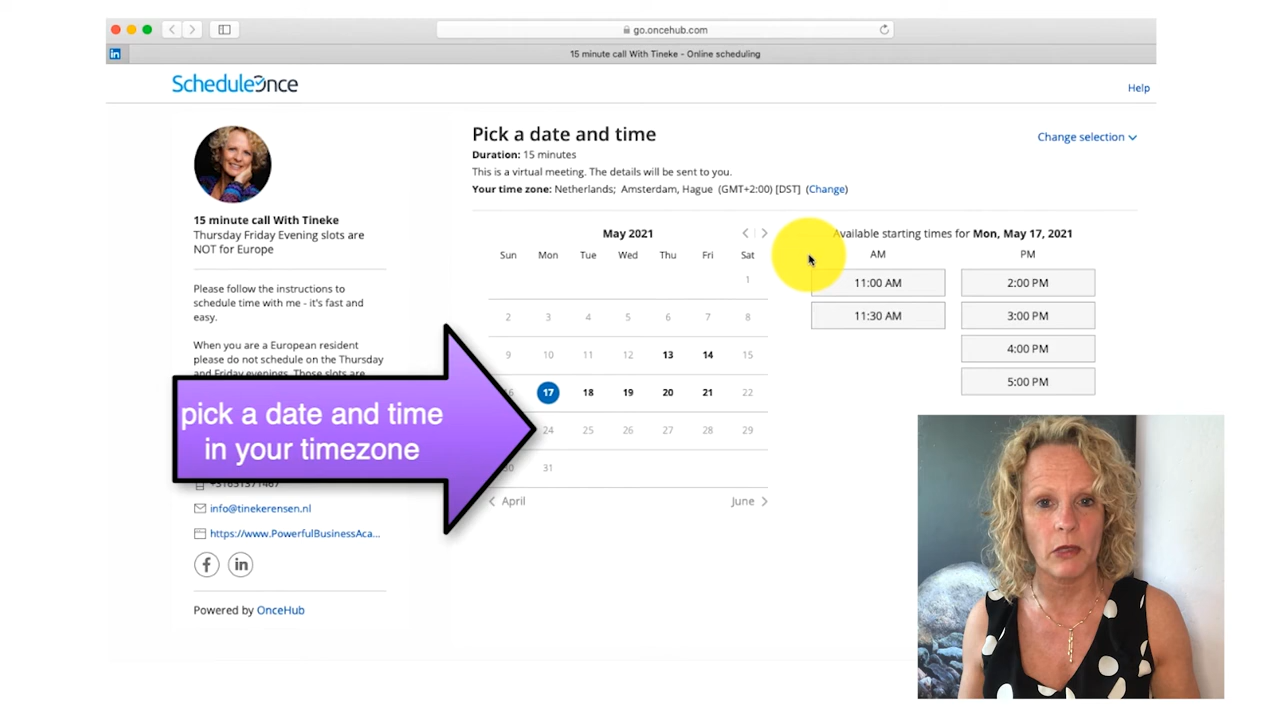 go.oncehub.com
in
15 minute call With Tineke - Online scheduling
ScheduleOnce
Help
15 minute call With Tineke
Thursday Friday Evening slots are
NOT for Europe
Please follow the instructions to
schedule time with me - it's fast and
easy.
When you are a European resident
please do not schedule on the Thursday
and Friday evenings. Those slots are
pick a date and time
in your timezone
+31651371467
info@tinekerensen.nl
https://www.PowerfulBusinessAca...
f
in
Powered by OnceHub
Pick a date and time
Change selection
Duration: 15 minutes
This is a virtual meeting. The details will be sent to you.
Your time zone: Netherlands; Amsterdam, Hague (GMT+2:00) [DST] (Change)
May 2021
Sun Mon Tue Wed Thu Fri Sat
1
2 3 4 5 6 7 8
9 10 11 12 13 14 15
16 17 18 19 20 21 22
24 25 26 27 28 29
30 31
April June
Available starting times for Mon, May 17, 2021
AM PM
11:00 AM 2:00 PM
11:30 AM 3:00 PM
4:00 PM
5:00 PM